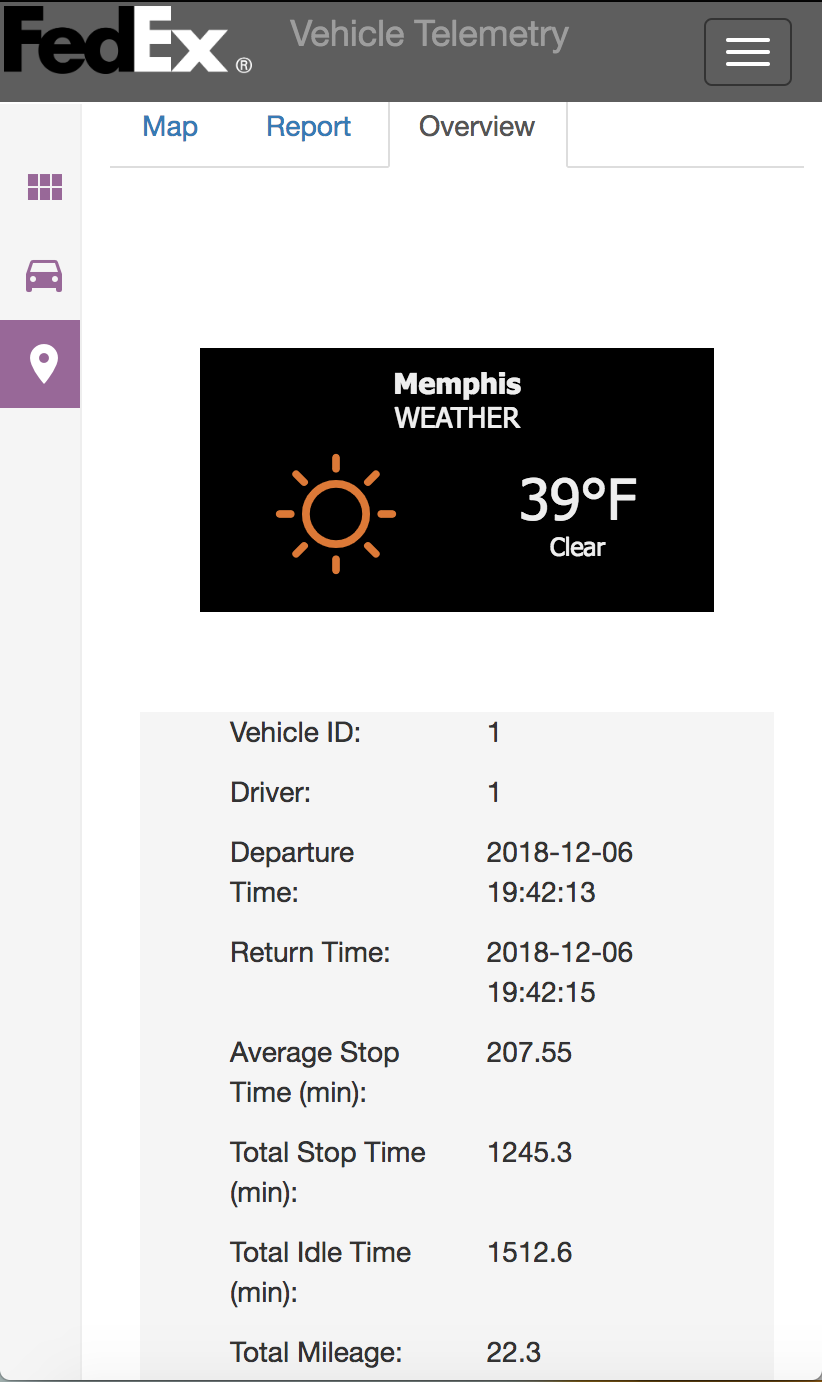 FedEx®
Vehicle Telemetry
Map Report Overview
Memphis
WEATHER
39°F
Clear
Vehicle ID: 1
Driver: 1
Departure 2018-12-06
Time: 19:42:13
Return Time: 2018-12-06
19:42:15
Average Stop 207.55
Time (min):
Total Stop Time 1245.3
(min):
Total Idle Time 1512.6
(min):
Total Mileage: 22.3